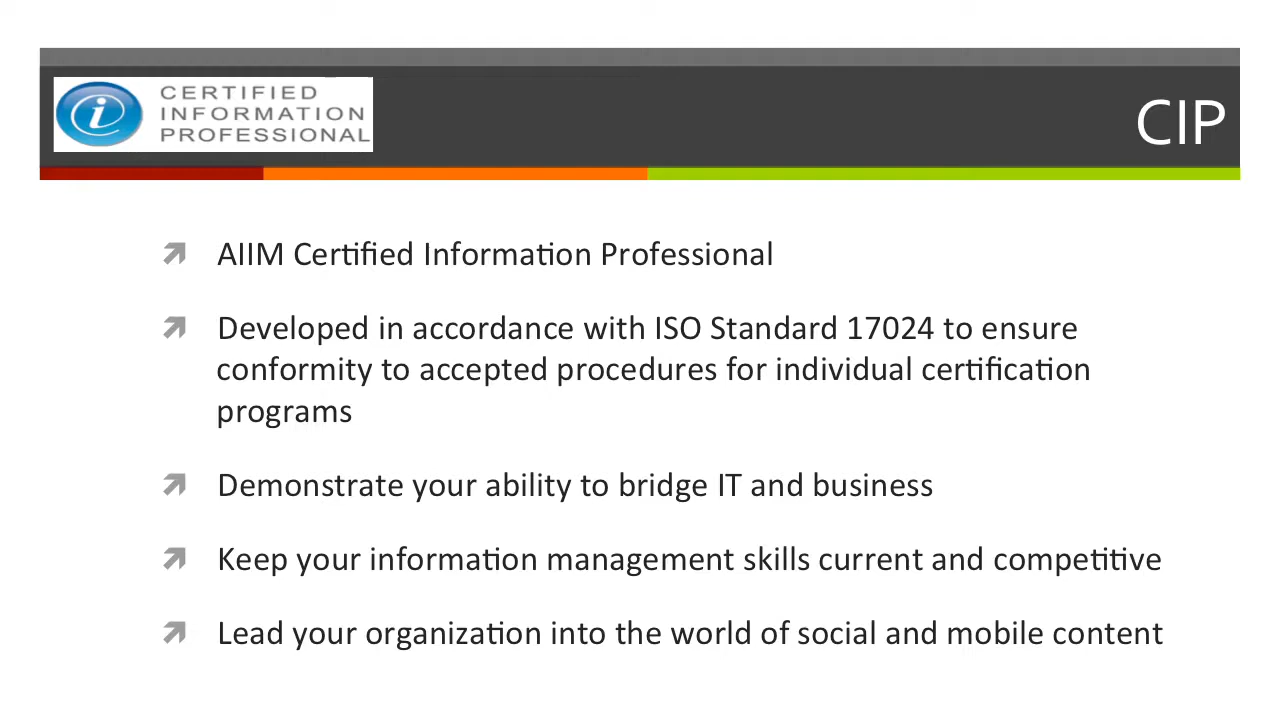 i
CERTIFIED
INFORMATION
PROFESSIONAL
CIP
AIIM Certified Information Professional
Developed in accordance with ISO Standard 17024 to ensure
conformity to accepted procedures for individual certification
programs
Demonstrate your ability to bridge IT and business
Keep your information management skills current and competitive
Lead your organization into the world of social and mobile content